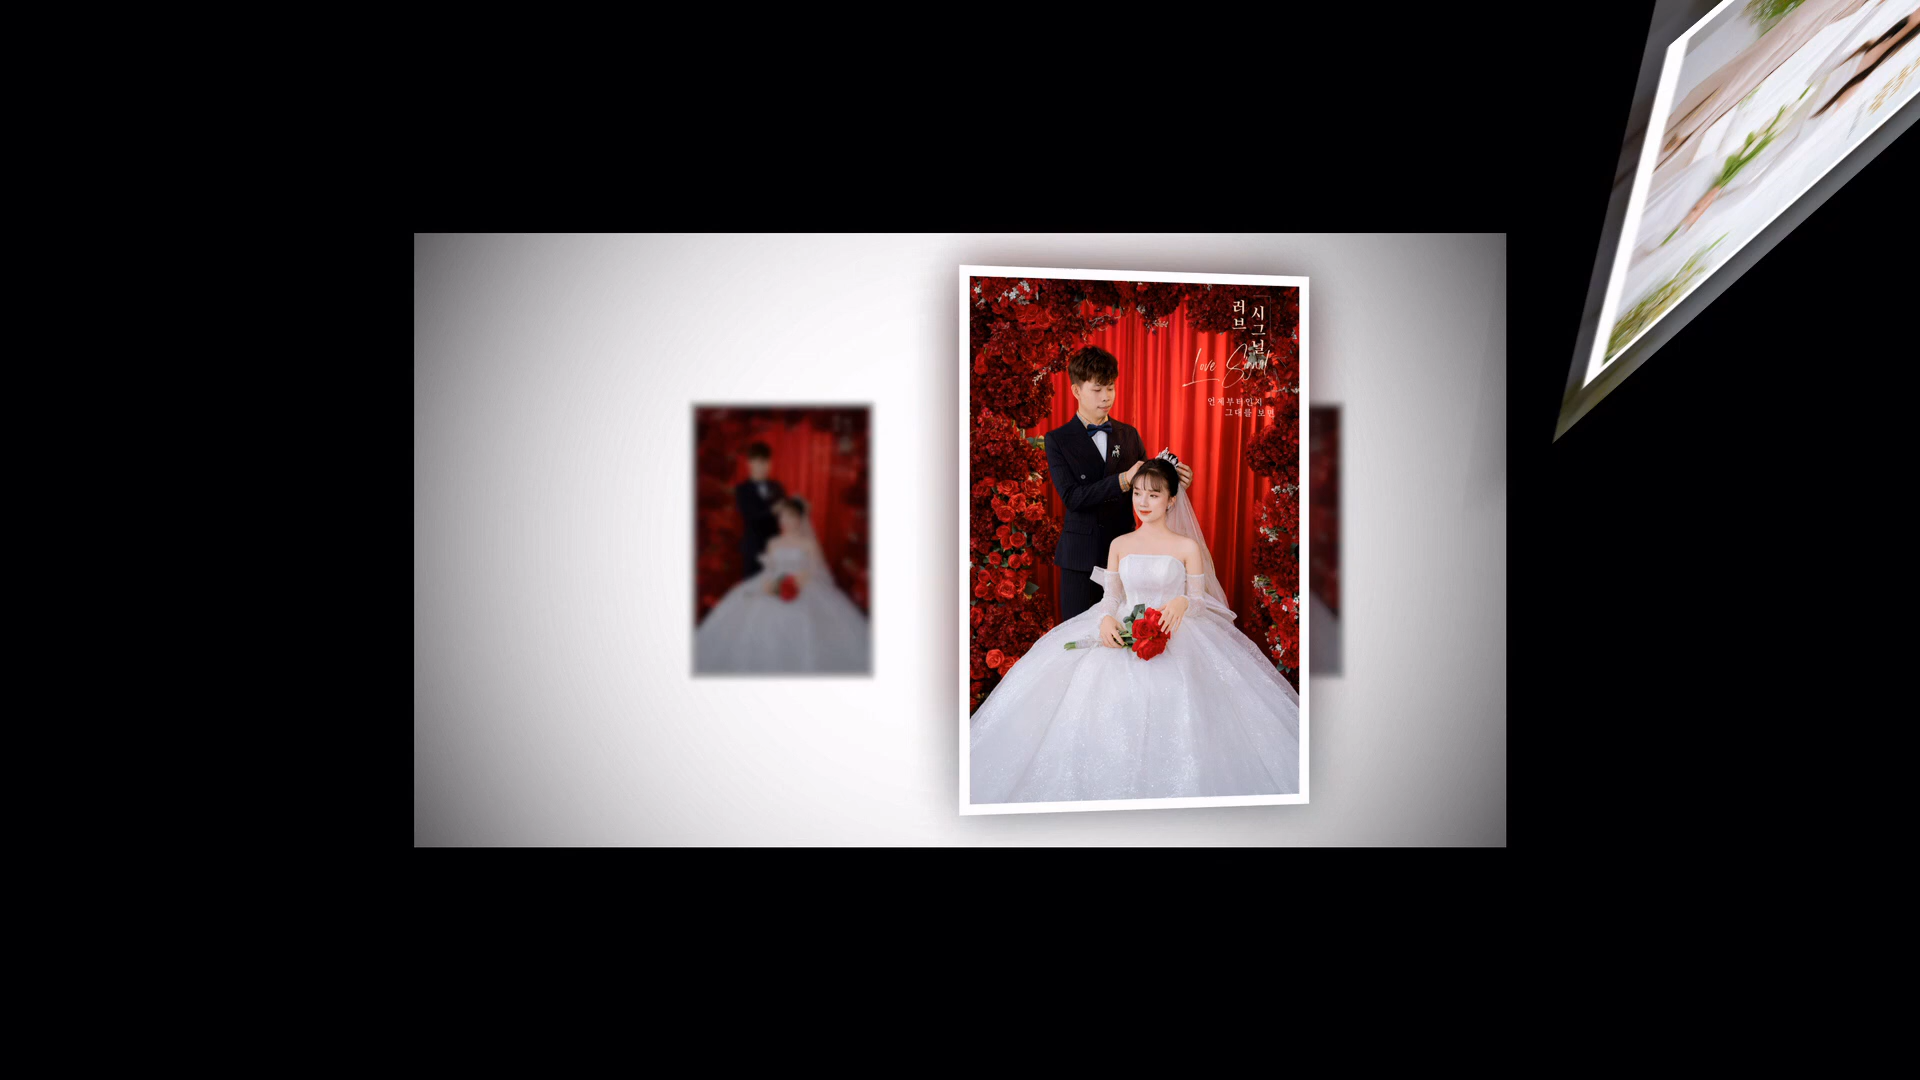 러브
시그널
Love Signal
언제부터인지
그대를 보면